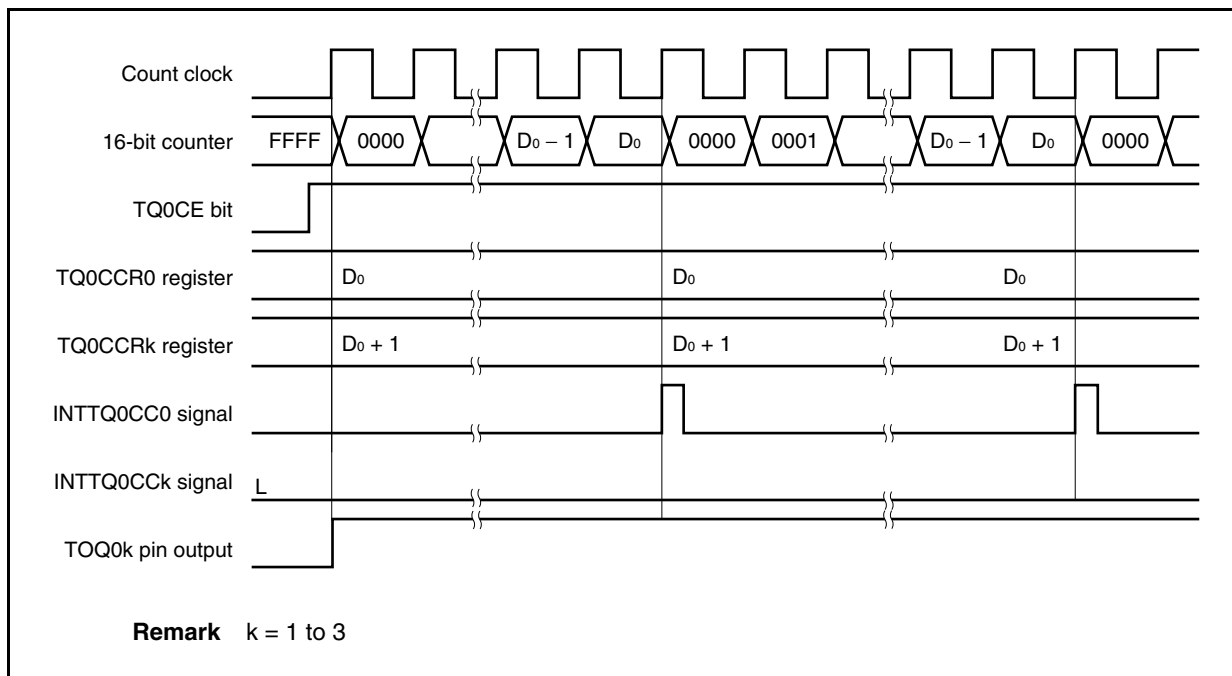 Count clock
16-bit counter FFFF 0000 D₀ − 1 D₀ 0000 0001 D₀ − 1 D₀ 0000
TQ0CE bit
TQ0CCR0 register D₀ D₀ D₀
TQ0CCRk register D₀ + 1 D₀ + 1 D₀ + 1
INTTQ0CC0 signal
INTTQ0CCk signal L
TOQ0k pin output
Remark k = 1 to 3